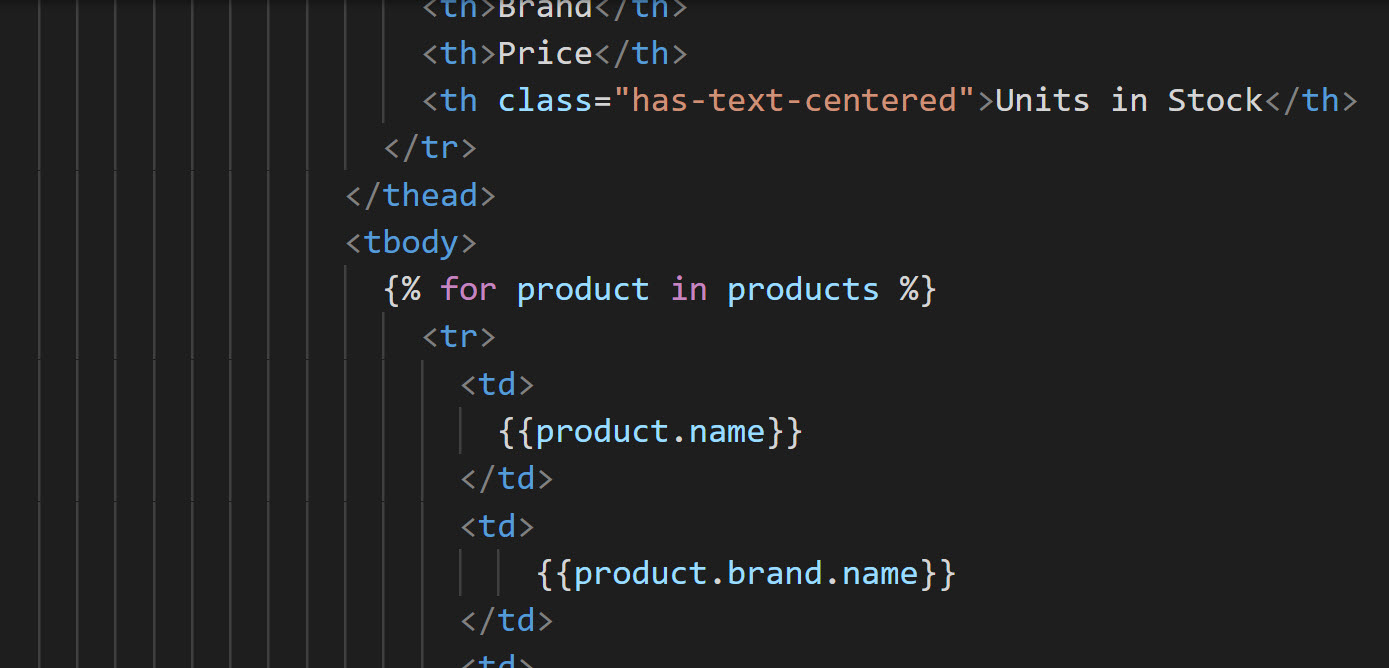 <th>Brand</th>
<th>Price</th>
<th class="has-text-centered">Units in Stock</th>
</tr>
</thead>
<tbody>
{% for product in products %}
<tr>
<td>
{{product.name}}
</td>
<td>
{{product.brand.name}}
</td>
<td>